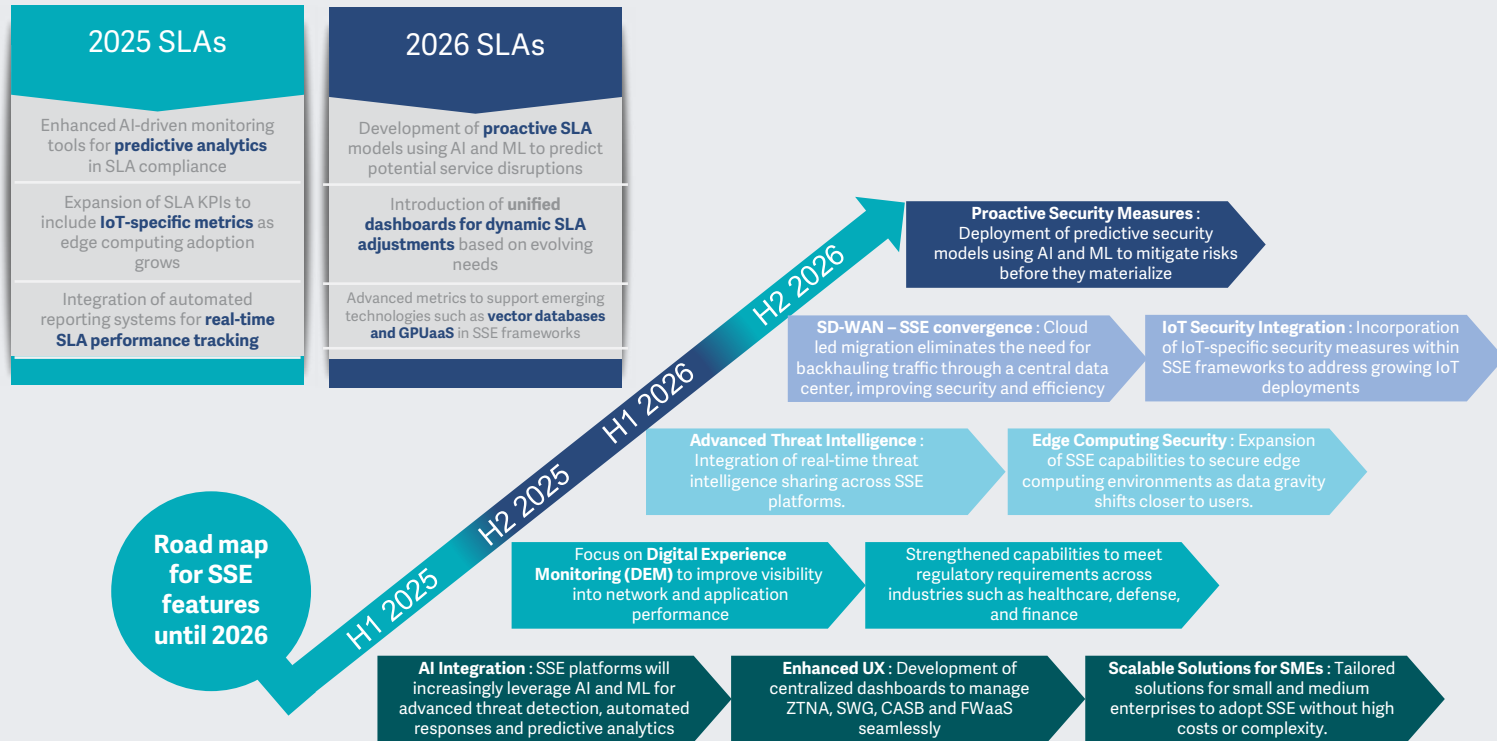 2025 SLAs
Enhanced AI-driven monitoring
tools for predictive analytics
in SLA compliance
Expansion of SLA KPIs to
include IoT-specific metrics as
edge computing adoption
grows
Integration of automated
reporting systems for real-time
SLA performance tracking
2026 SLAs
Development of proactive SLA
models using AI and ML to predict
potential service disruptions
Introduction of unified
dashboards for dynamic SLA
adjustments based on evolving
needs
Advanced metrics to support emerging
technologies such as vector databases
and GPUaaS in SSE frameworks
Road map
for SSE
features
until 2026
H1 2025
H2 2025
H1 2026
H2 2026
Proactive Security Measures :
Deployment of predictive security
models using AI and ML to mitigate risks
before they materialize
SD-WAN – SSE convergence : Cloud
led migration eliminates the need for
backhauling traffic through a central data
center, improving security and efficiency
IoT Security Integration : Incorporation
of IoT-specific security measures within
SSE frameworks to address growing IoT
deployments
Advanced Threat Intelligence :
Integration of real-time threat
intelligence sharing across SSE
platforms.
Edge Computing Security : Expansion
of SSE capabilities to secure edge
computing environments as data gravity
shifts closer to users.
Focus on Digital Experience
Monitoring (DEM) to improve visibility
into network and application
performance
Strengthened capabilities to meet
regulatory requirements across
industries such as healthcare, defense,
and finance
AI Integration : SSE platforms will
increasingly leverage AI and ML for
advanced threat detection, automated
responses and predictive analytics
Enhanced UX : Development of
centralized dashboards to manage
ZTNA, SWG, CASB and FWaaS
seamlessly
Scalable Solutions for SMEs : Tailored
solutions for small and medium
enterprises to adopt SSE without high
costs or complexity.